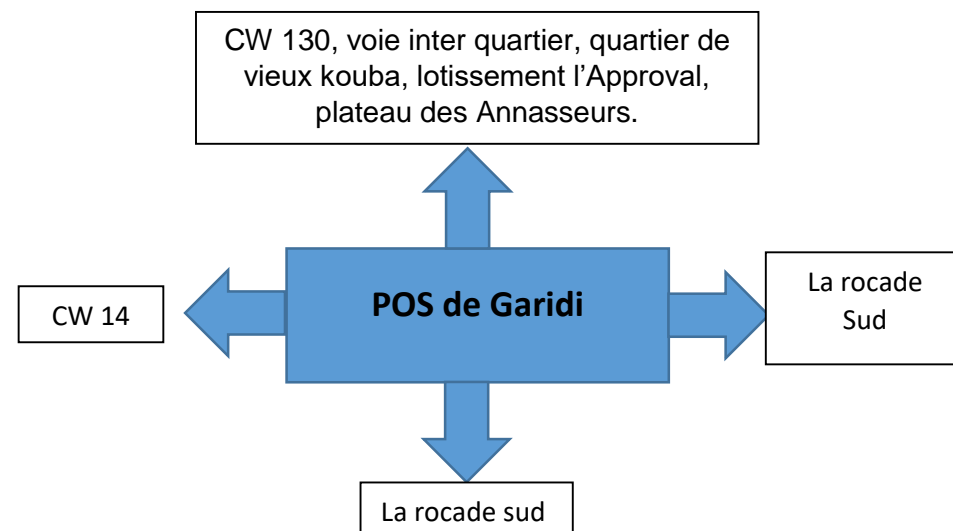 CW 130, voie inter quartier, quartier de
vieux kouba, lotissement l’Approval,
plateau des Annasseurs.
CW 14
POS de Garidi
La rocade
Sud
La rocade sud